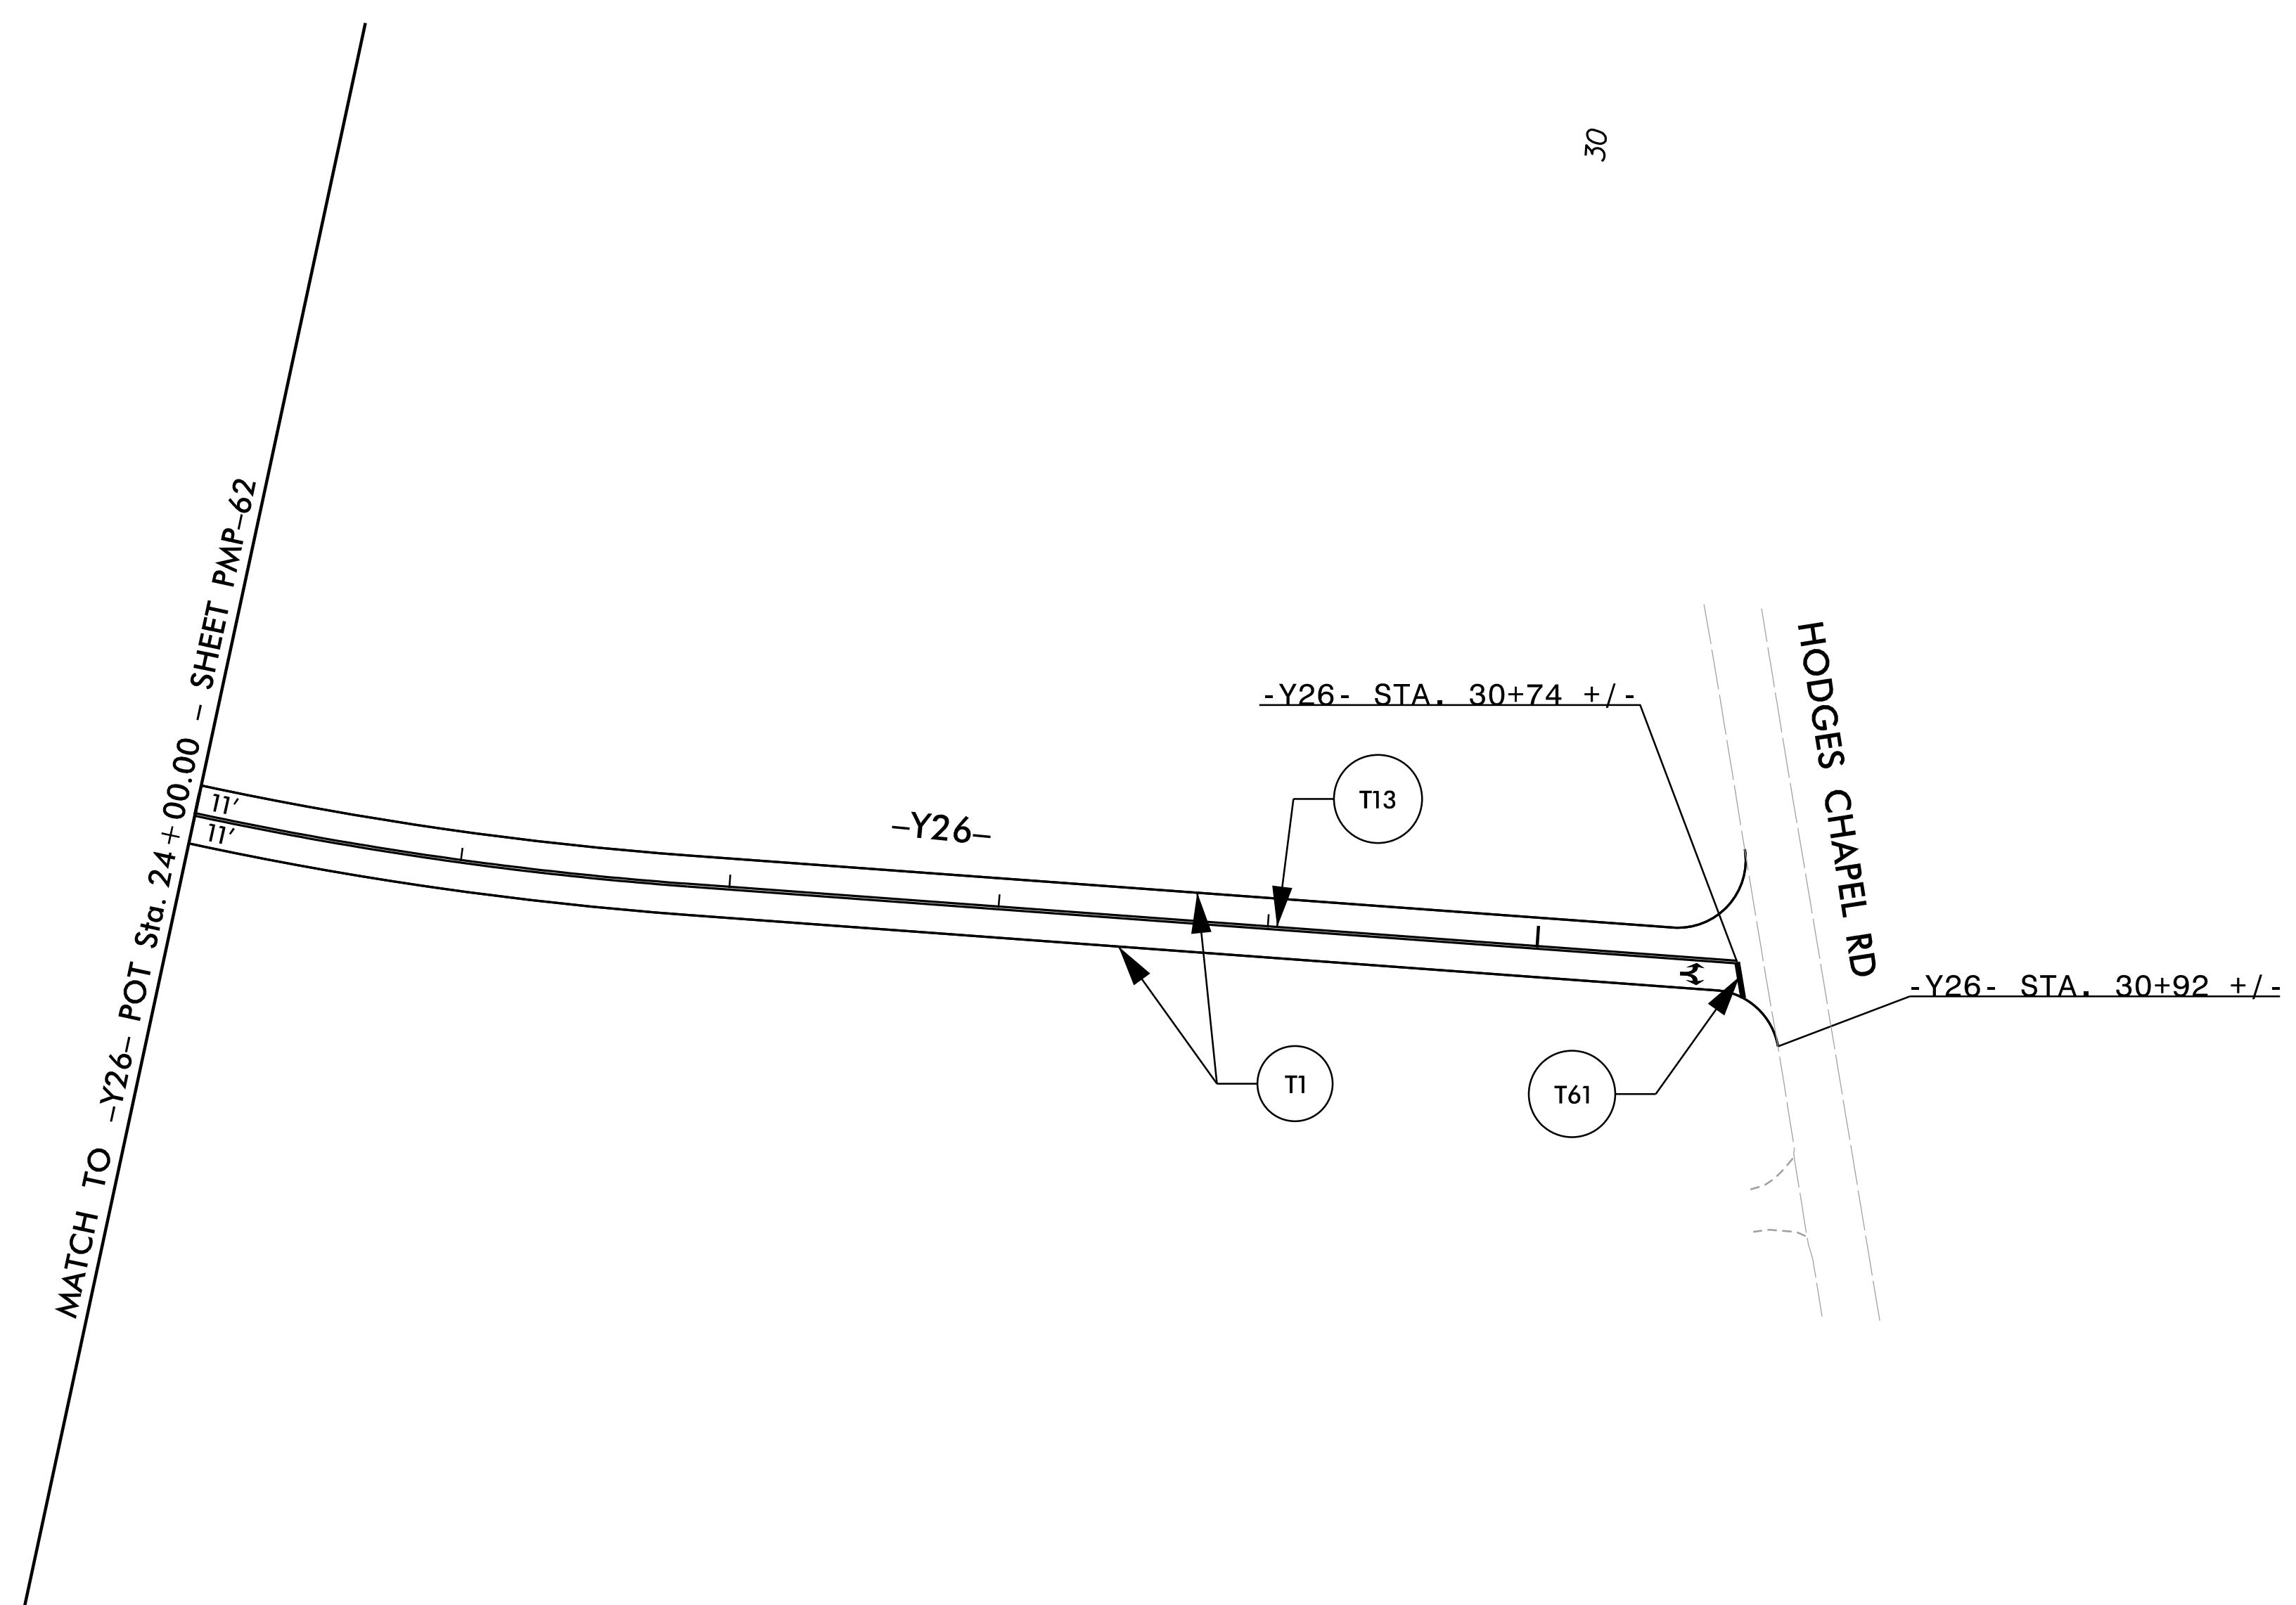 30
MATCH TO -Y26- POT Sta. 24+00.00 - SHEET PMP-62
HODGES CHAPEL RD
-Y26- STA. 30+74 +/-
T13
11'
-Y26-
11'
-Y26- STA. 30+92 +/-
T1
T61